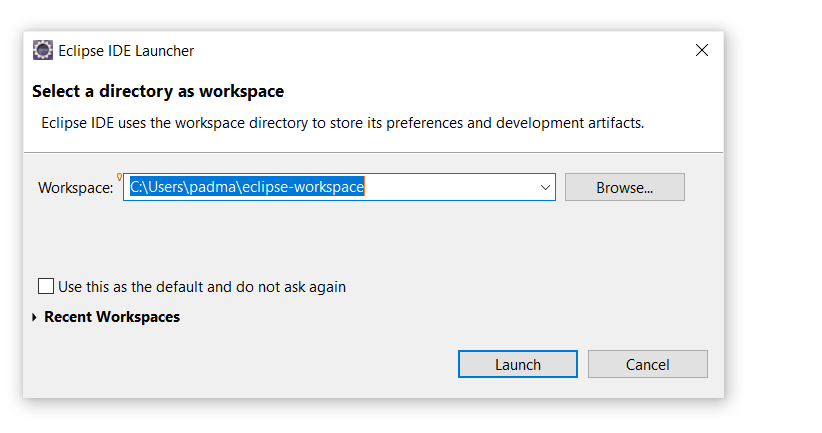 Eclipse IDE Launcher
Select a directory as workspace
Eclipse IDE uses the workspace directory to store its preferences and development artifacts.
Workspace: C:\Users\padma\eclipse-workspace Browse...
Use this as the default and do not ask again
Recent Workspaces
Launch Cancel